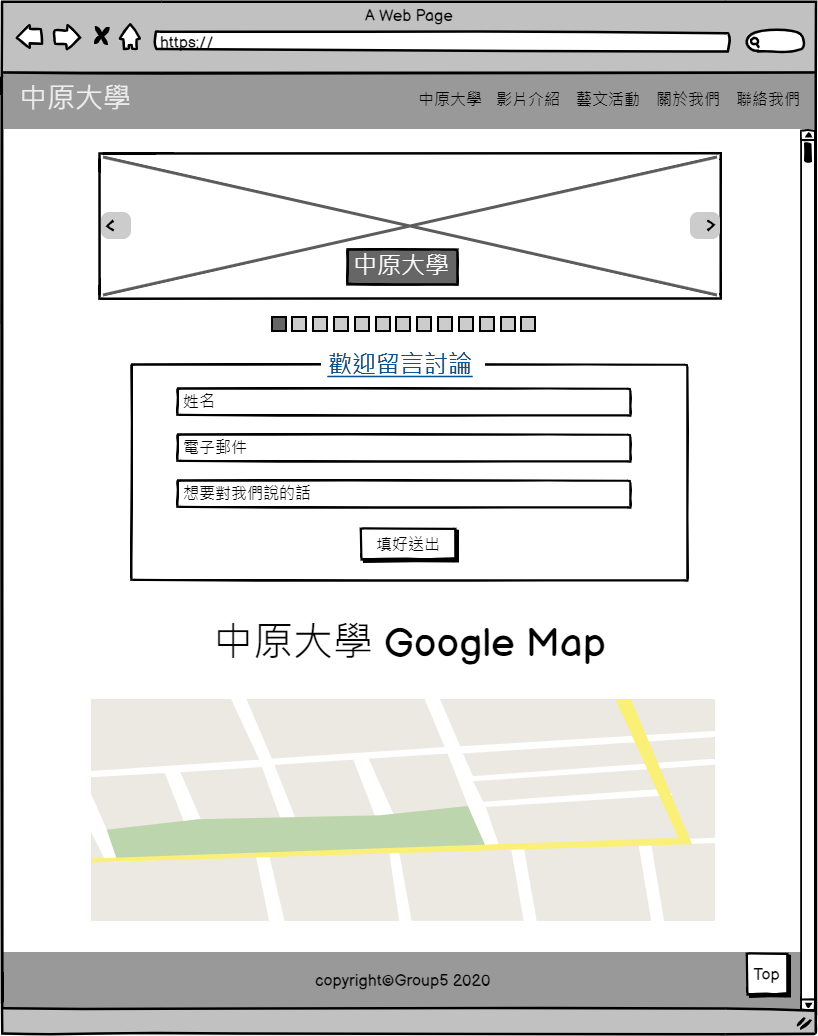 A Web Page
https://
中原大學
中原大學 影片介紹 藝文活動 關於我們 聯絡我們
中原大學
歡迎留言討論
姓名
電子郵件
想要對我們說的話
填好送出
中原大學 Google Map
copyright©Group5 2020
Top